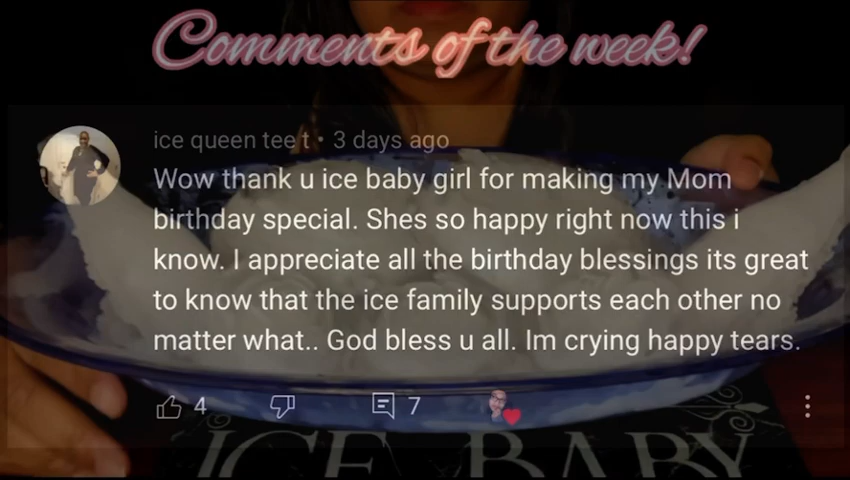 Comments of the week!
ice queen tee t • 3 days ago
Wow thank u ice baby girl for making my Mom
birthday special. Shes so happy right now this i
know. I appreciate all the birthday blessings its great
to know that the ice family supports each other no
matter what.. God bless u all. Im crying happy tears.
4 7
ICE BABY